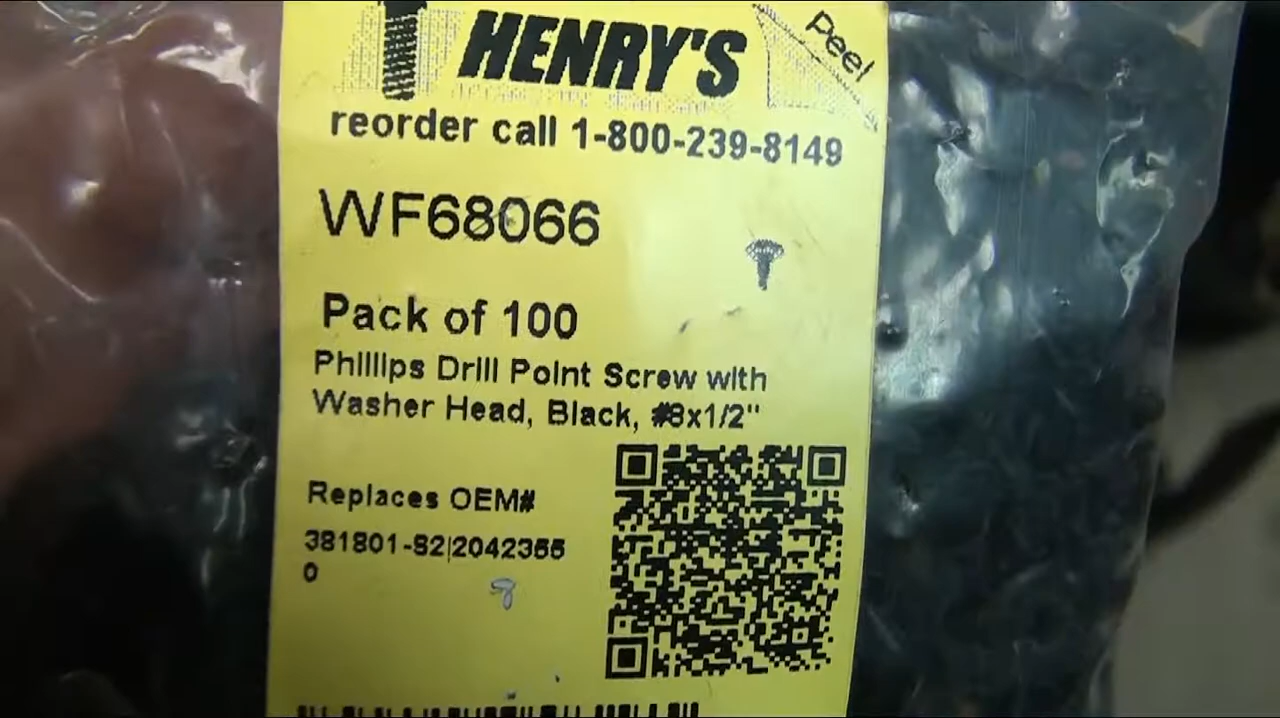 HENRY'S
Peel
reorder call 1-800-239-8149
WF68066
Pack of 100
Phillips Drill Point Screw with
Washer Head, Black, #8x1/2"
Replaces OEM#
381801-S2|2042355
0